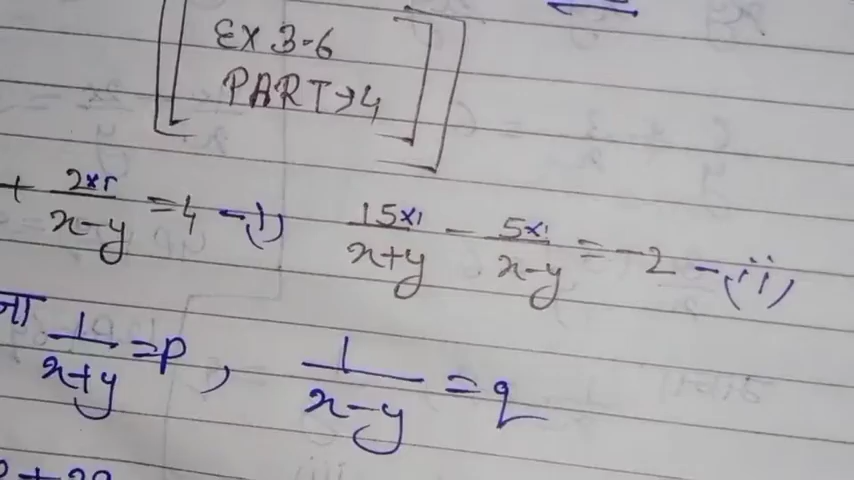 EX 3-6
PART→4
+ 2×1/x-y = 4 -(i) 15×1/x+y - 5×1/x-y = -2 -(ii)
ना 1/x+y = P, 1/x-y = q